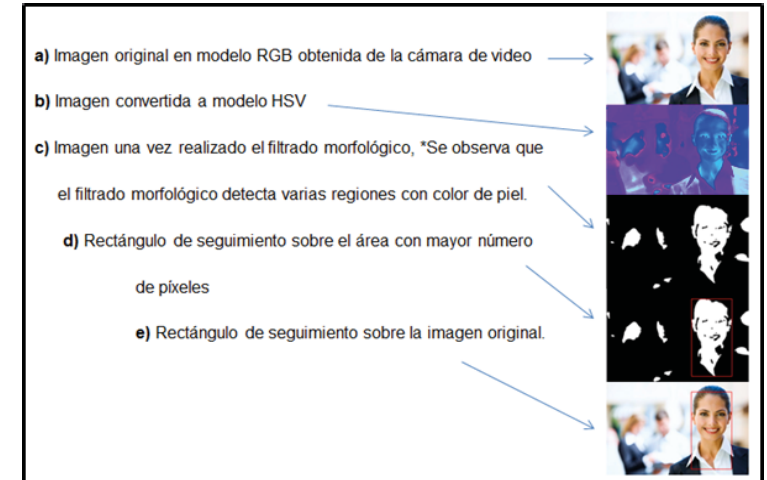 a) Imagen original en modelo RGB obtenida de la cámara de video
b) Imagen convertida a modelo HSV
c) Imagen una vez realizado el filtrado morfológico, *Se observa que
el filtrado morfológico detecta varias regiones con color de piel.
d) Rectángulo de seguimiento sobre el área con mayor número
de píxeles
e) Rectángulo de seguimiento sobre la imagen original.